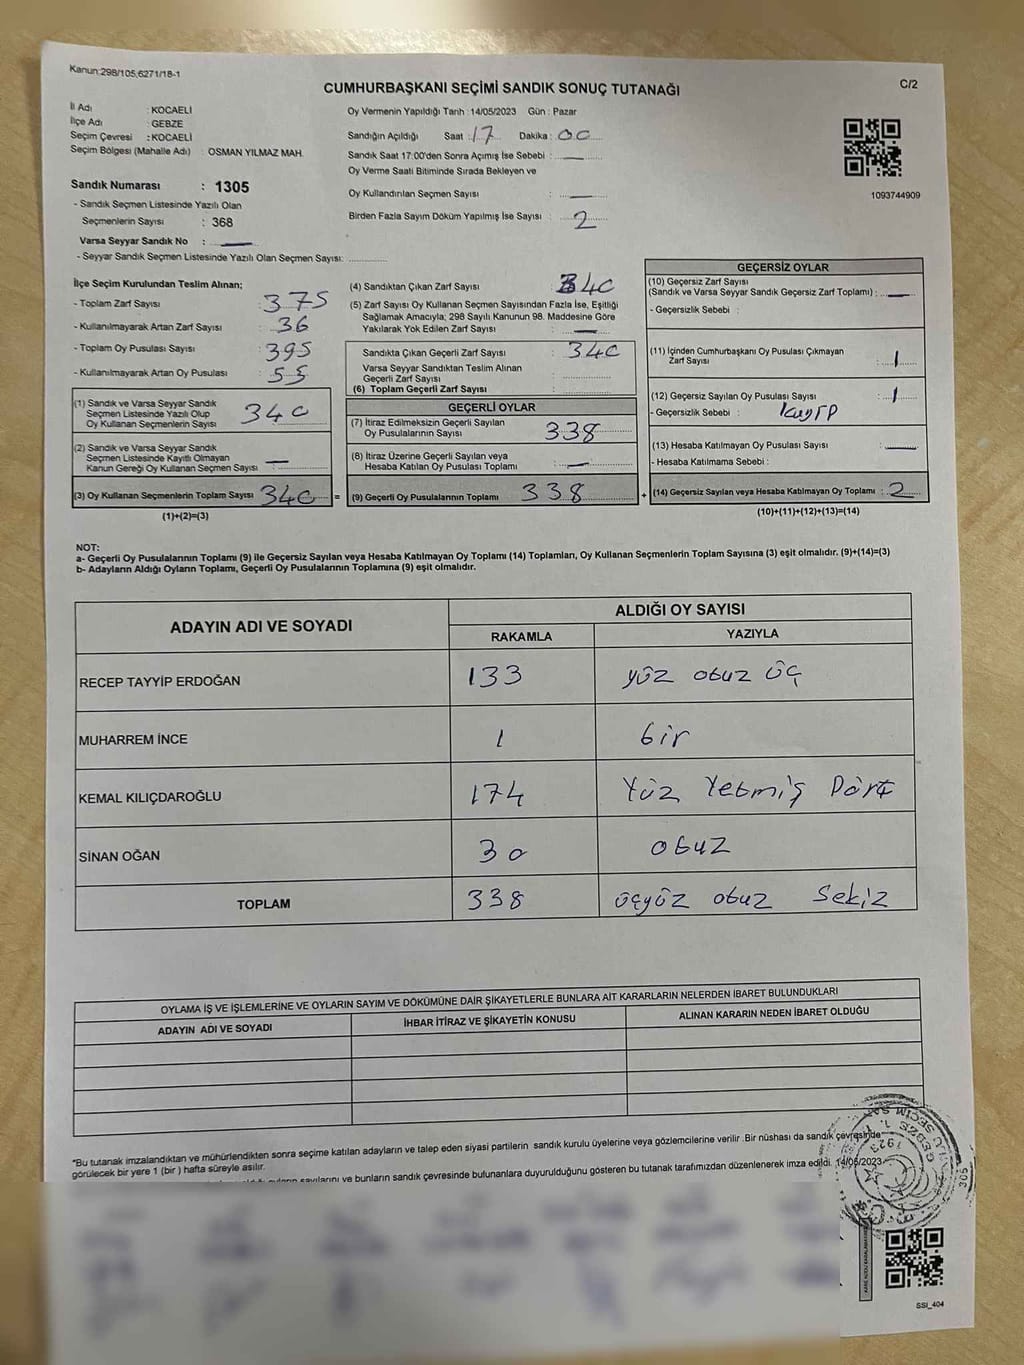 Kanun:298/105,6271/18-1
CUMHURBAŞKANI SEÇİMİ SANDIK SONUÇ TUTANAĞI
C/2
İl Adı : KOCAELİ
İlçe Adı : GEBZE
Seçim Çevresi : KOCAELİ
Seçim Bölgesi (Mahalle Adı) : OSMAN YILMAZ MAH.
Sandık Numarası : 1305
- Sandık Seçmen Listesinde Yazılı Olan
Seçmenlerin Sayısı : 368
Varsa Seyyar Sandık No : —
- Seyyar Sandık Seçmen Listesinde Yazılı Olan Seçmen Sayısı:
Oy Vermenin Yapıldığı Tarih :14/05/2023 Gün : Pazar
Sandığın Açıldığı Saat : 17 Dakika : 00
Sandık Saat 17:00'den Sonra Açımış İse Sebebi : —
Oy Verme Saati Bitiminde Sırada Bekleyen ve
Oy Kullandırılan Seçmen Sayısı : —
Birden Fazla Sayım Döküm Yapılmış İse Sayısı : 2
1093744909
İlçe Seçim Kurulundan Teslim Alınan;
- Toplam Zarf Sayısı : 375
- Kullanılmayarak Artan Zarf Sayısı : 36
- Toplam Oy Pusulası Sayısı : 395
- Kullanılmayarak Artan Oy Pusulası : 55
(1) Sandık ve Varsa Seyyar Sandık
Seçmen Listesinde Yazılı Olup
Oy Kullanan Seçmenlerin Sayısı : 340
(2) Sandık ve Varsa Seyyar Sandık
Seçmen Listesinde Kayıtlı Olmayan
Kanun Gereği Oy Kullanan Seçmen Sayısı : —
(3) Oy Kullanan Seçmenlerin Toplam Sayısı : 340 =
(1)+(2)=(3)
(4) Sandıktan Çıkan Zarf Sayısı : 340
(5) Zarf Sayısı Oy Kullanan Seçmen Sayısından Fazla İse, Eşitliği
Sağlamak Amacıyla; 298 Sayılı Kanunun 98. Maddesine Göre
Yakılarak Yok Edilen Zarf Sayısı : —
Sandıkta Çıkan Geçerli Zarf Sayısı : 340
Varsa Seyyar Sandıktan Teslim Alınan
Geçerli Zarf Sayısı :
(6) Toplam Geçerli Zarf Sayısı :
GEÇERLİ OYLAR
(7) İtiraz Edilmeksizin Geçerli Sayılan
Oy Pusulalarının Sayısı : 338
(8) İtiraz Üzerine Geçerli Sayılan veya
Hesaba Katılan Oy Pusulası Toplamı : —
(9) Geçerli Oy Pusulalarının Toplamı : 338 +
GEÇERSİZ OYLAR
(10) Geçersiz Zarf Sayısı
(Sandık ve Varsa Seyyar Sandık Geçersiz Zarf Toplamı) : —
- Geçersizlik Sebebi :
(11) İçinden Cumhurbaşkanı Oy Pusulası Çıkmayan
Zarf Sayısı : 1
(12) Geçersiz Sayılan Oy Pusulası Sayısı : 1
- Geçersizlik Sebebi : kayıp
(13) Hesaba Katılmayan Oy Pusulası Sayısı : —
- Hesaba Katılmama Sebebi :
(14) Geçersiz Sayılan veya Hesaba Katılmayan Oy Toplamı : 2
(10)+(11)+(12)+(13)=(14)
NOT:
a- Geçerli Oy Pusulalarının Toplamı (9) ile Geçersiz Sayılan veya Hesaba Katılmayan Oy Toplamı (14) Toplamları, Oy Kullanan Seçmenlerin Toplam Sayısına (3) eşit olmalıdır. (9)+(14)=(3)
b- Adayların Aldığı Oyların Toplamı, Geçerli Oy Pusulalarının Toplamına (9) eşit olmalıdır.
ADAYIN ADI VE SOYADI
ALDIĞI OY SAYISI
RAKAMLA YAZIYLA
RECEP TAYYİP ERDOĞAN 133 yüz otuz üç
MUHARREM İNCE 1 bir
KEMAL KILIÇDAROĞLU 174 Yüz Yetmiş Dört
SİNAN OĞAN 30 otuz
TOPLAM 338 üçyüz otuz sekiz
OYLAMA İŞ VE İŞLEMLERİNE VE OYLARIN SAYIM VE DÖKÜMÜNE DAİR ŞİKAYETLERLE BUNLARA AİT KARARLARIN NELERDEN İBARET BULUNDUKLARI
ADAYIN ADI VE SOYADI İHBAR İTİRAZ VE ŞİKAYETİN KONUSU ALINAN KARARIN NEDEN İBARET OLDUĞU
*Bu tutanak imzalandıktan ve mühürlendikten sonra seçime katılan adayların ve talep eden siyasi partilerin sandık kurulu üyelerine veya gözlemcilerine verilir .Bir nüshası da sandık çevresinde
görülecek bir yere 1 (bir ) hafta süreyle asılır.
sayılarını ve bunların sandık çevresinde bulunanlara duyurulduğunu gösteren bu tutanak tarafımızdan düzenlenerek imza edildi. 14/05/2023
SSI_404